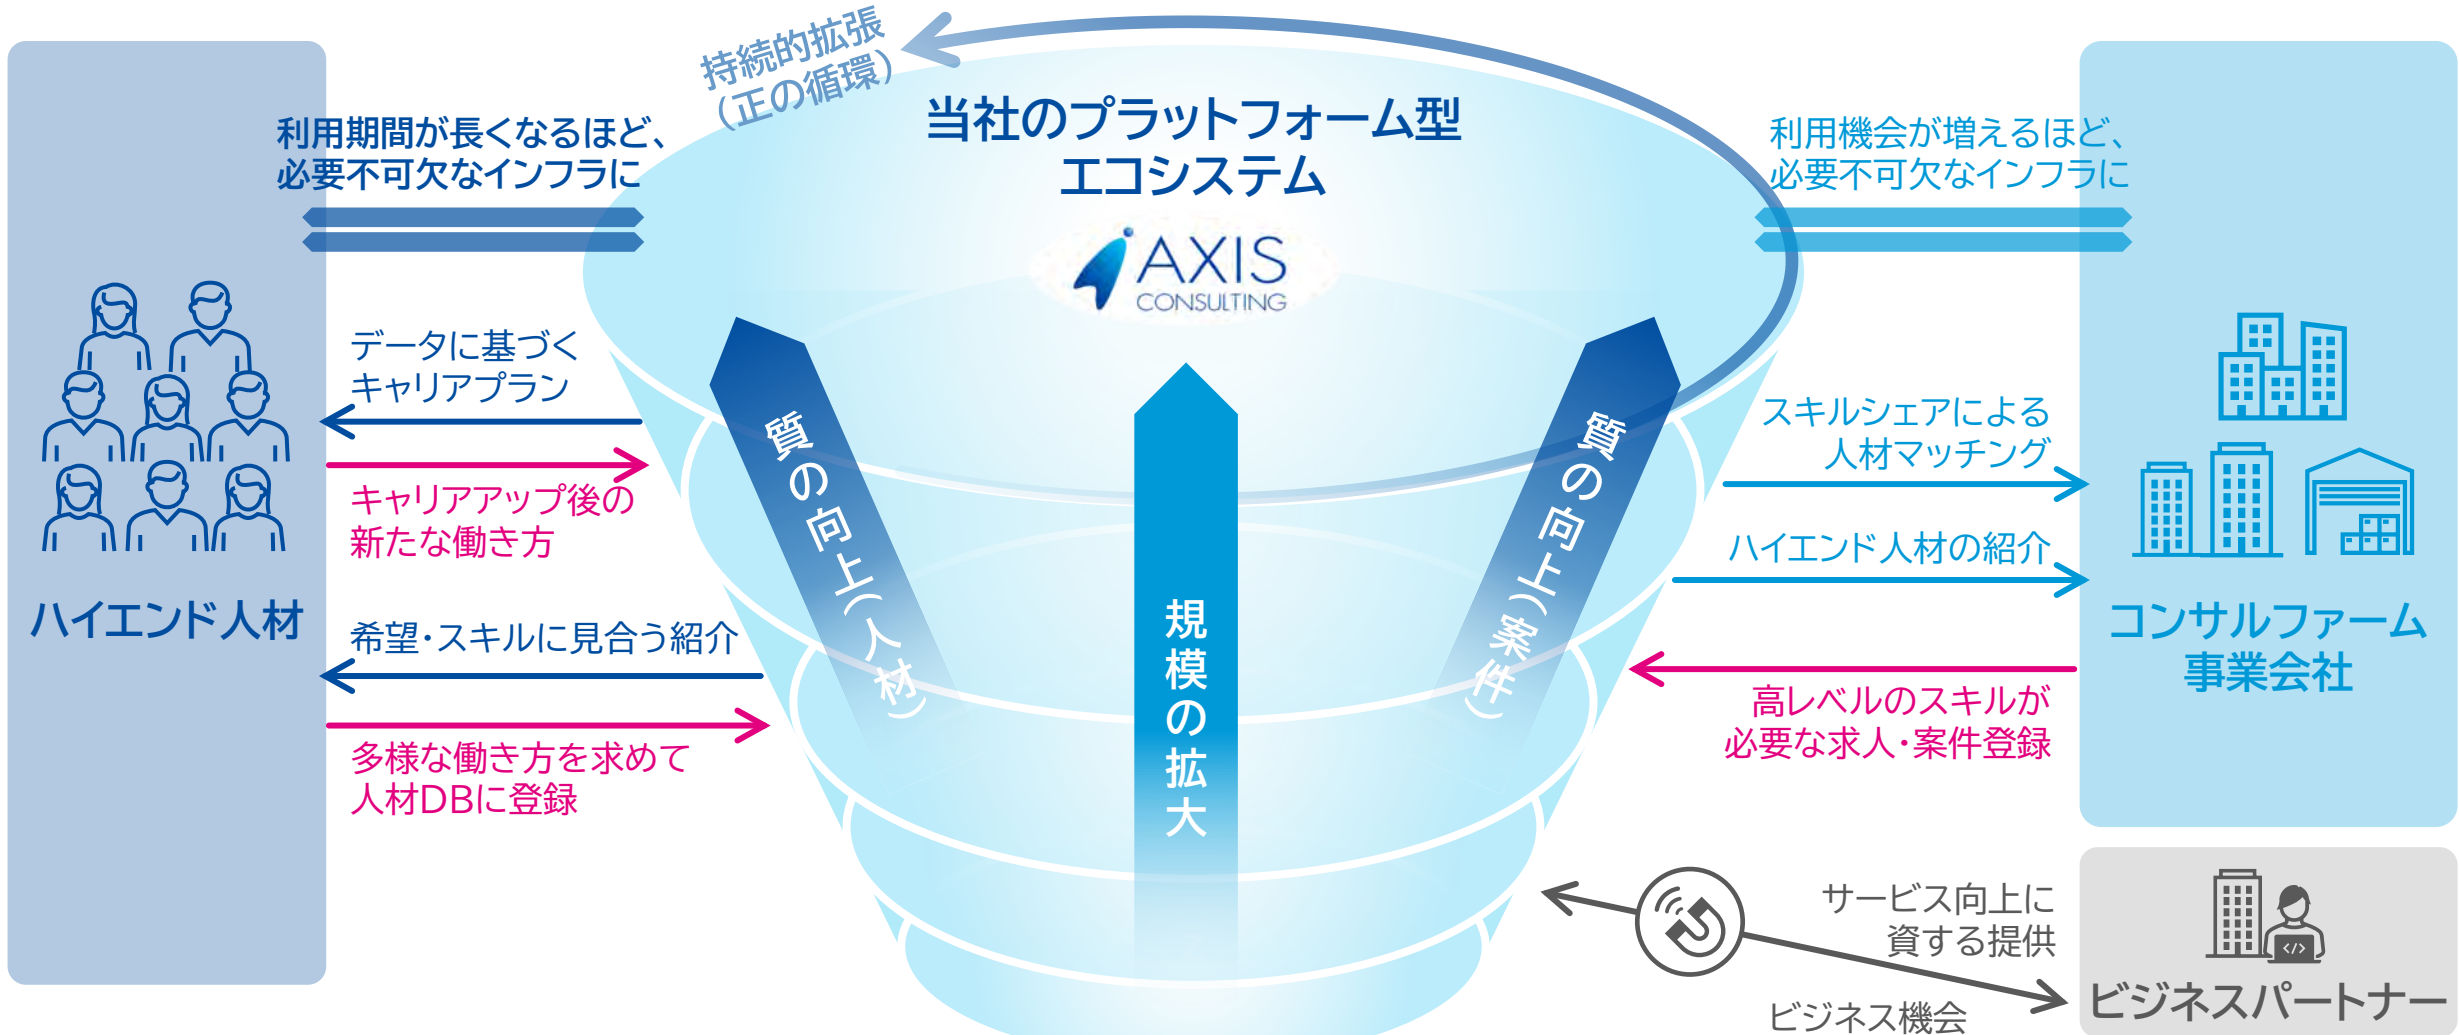 持続的拡張
（正の循環）
当社のプラットフォーム型
エコシステム
AXIS
CONSULTING
利用期間が長くなるほど、
必要不可欠なインフラに
データに基づく
キャリアプラン
キャリアアップ後の
新たな働き方
ハイエンド人材
希望・スキルに見合う紹介
多様な働き方を求めて
人材DBに登録
質の向上（人材）
規模の拡大
質の向上（案件）
利用機会が増えるほど、
必要不可欠なインフラに
スキルシェアによる
人材マッチング
ハイエンド人材の紹介
コンサルファーム
事業会社
高レベルのスキルが
必要な求人・案件登録
サービス向上に
資する提供
ビジネス機会
ビジネスパートナー